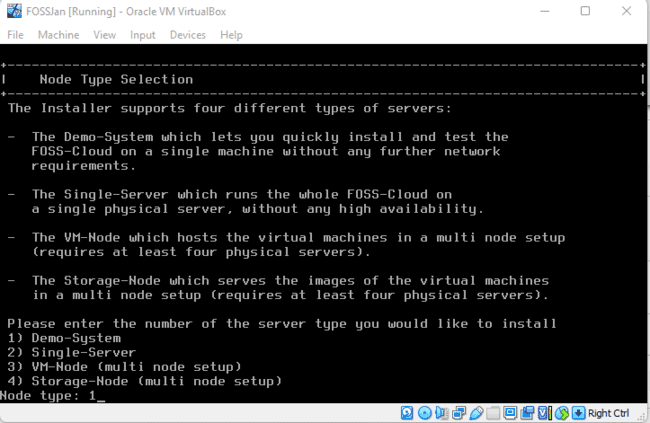 FOSSJan [Running] - Oracle VM VirtualBox
File Machine View Input Devices Help
Node Type Selection
The Installer supports four different types of servers:
- The Demo-System which lets you quickly install and test the
FOSS-Cloud on a single machine without any further network
requirements.
- The Single-Server which runs the whole FOSS-Cloud on
a single physical server, without any high availability.
- The VM-Node which hosts the virtual machines in a multi node setup
(requires at least four physical servers).
- The Storage-Node which serves the images of the virtual machines
in a multi node setup (requires at least four physical servers).
Please enter the number of the server type you would like to install
1) Demo-System
2) Single-Server
3) VM-Node (multi node setup)
4) Storage-Node (multi node setup)
Node type: 1_
Right Ctrl